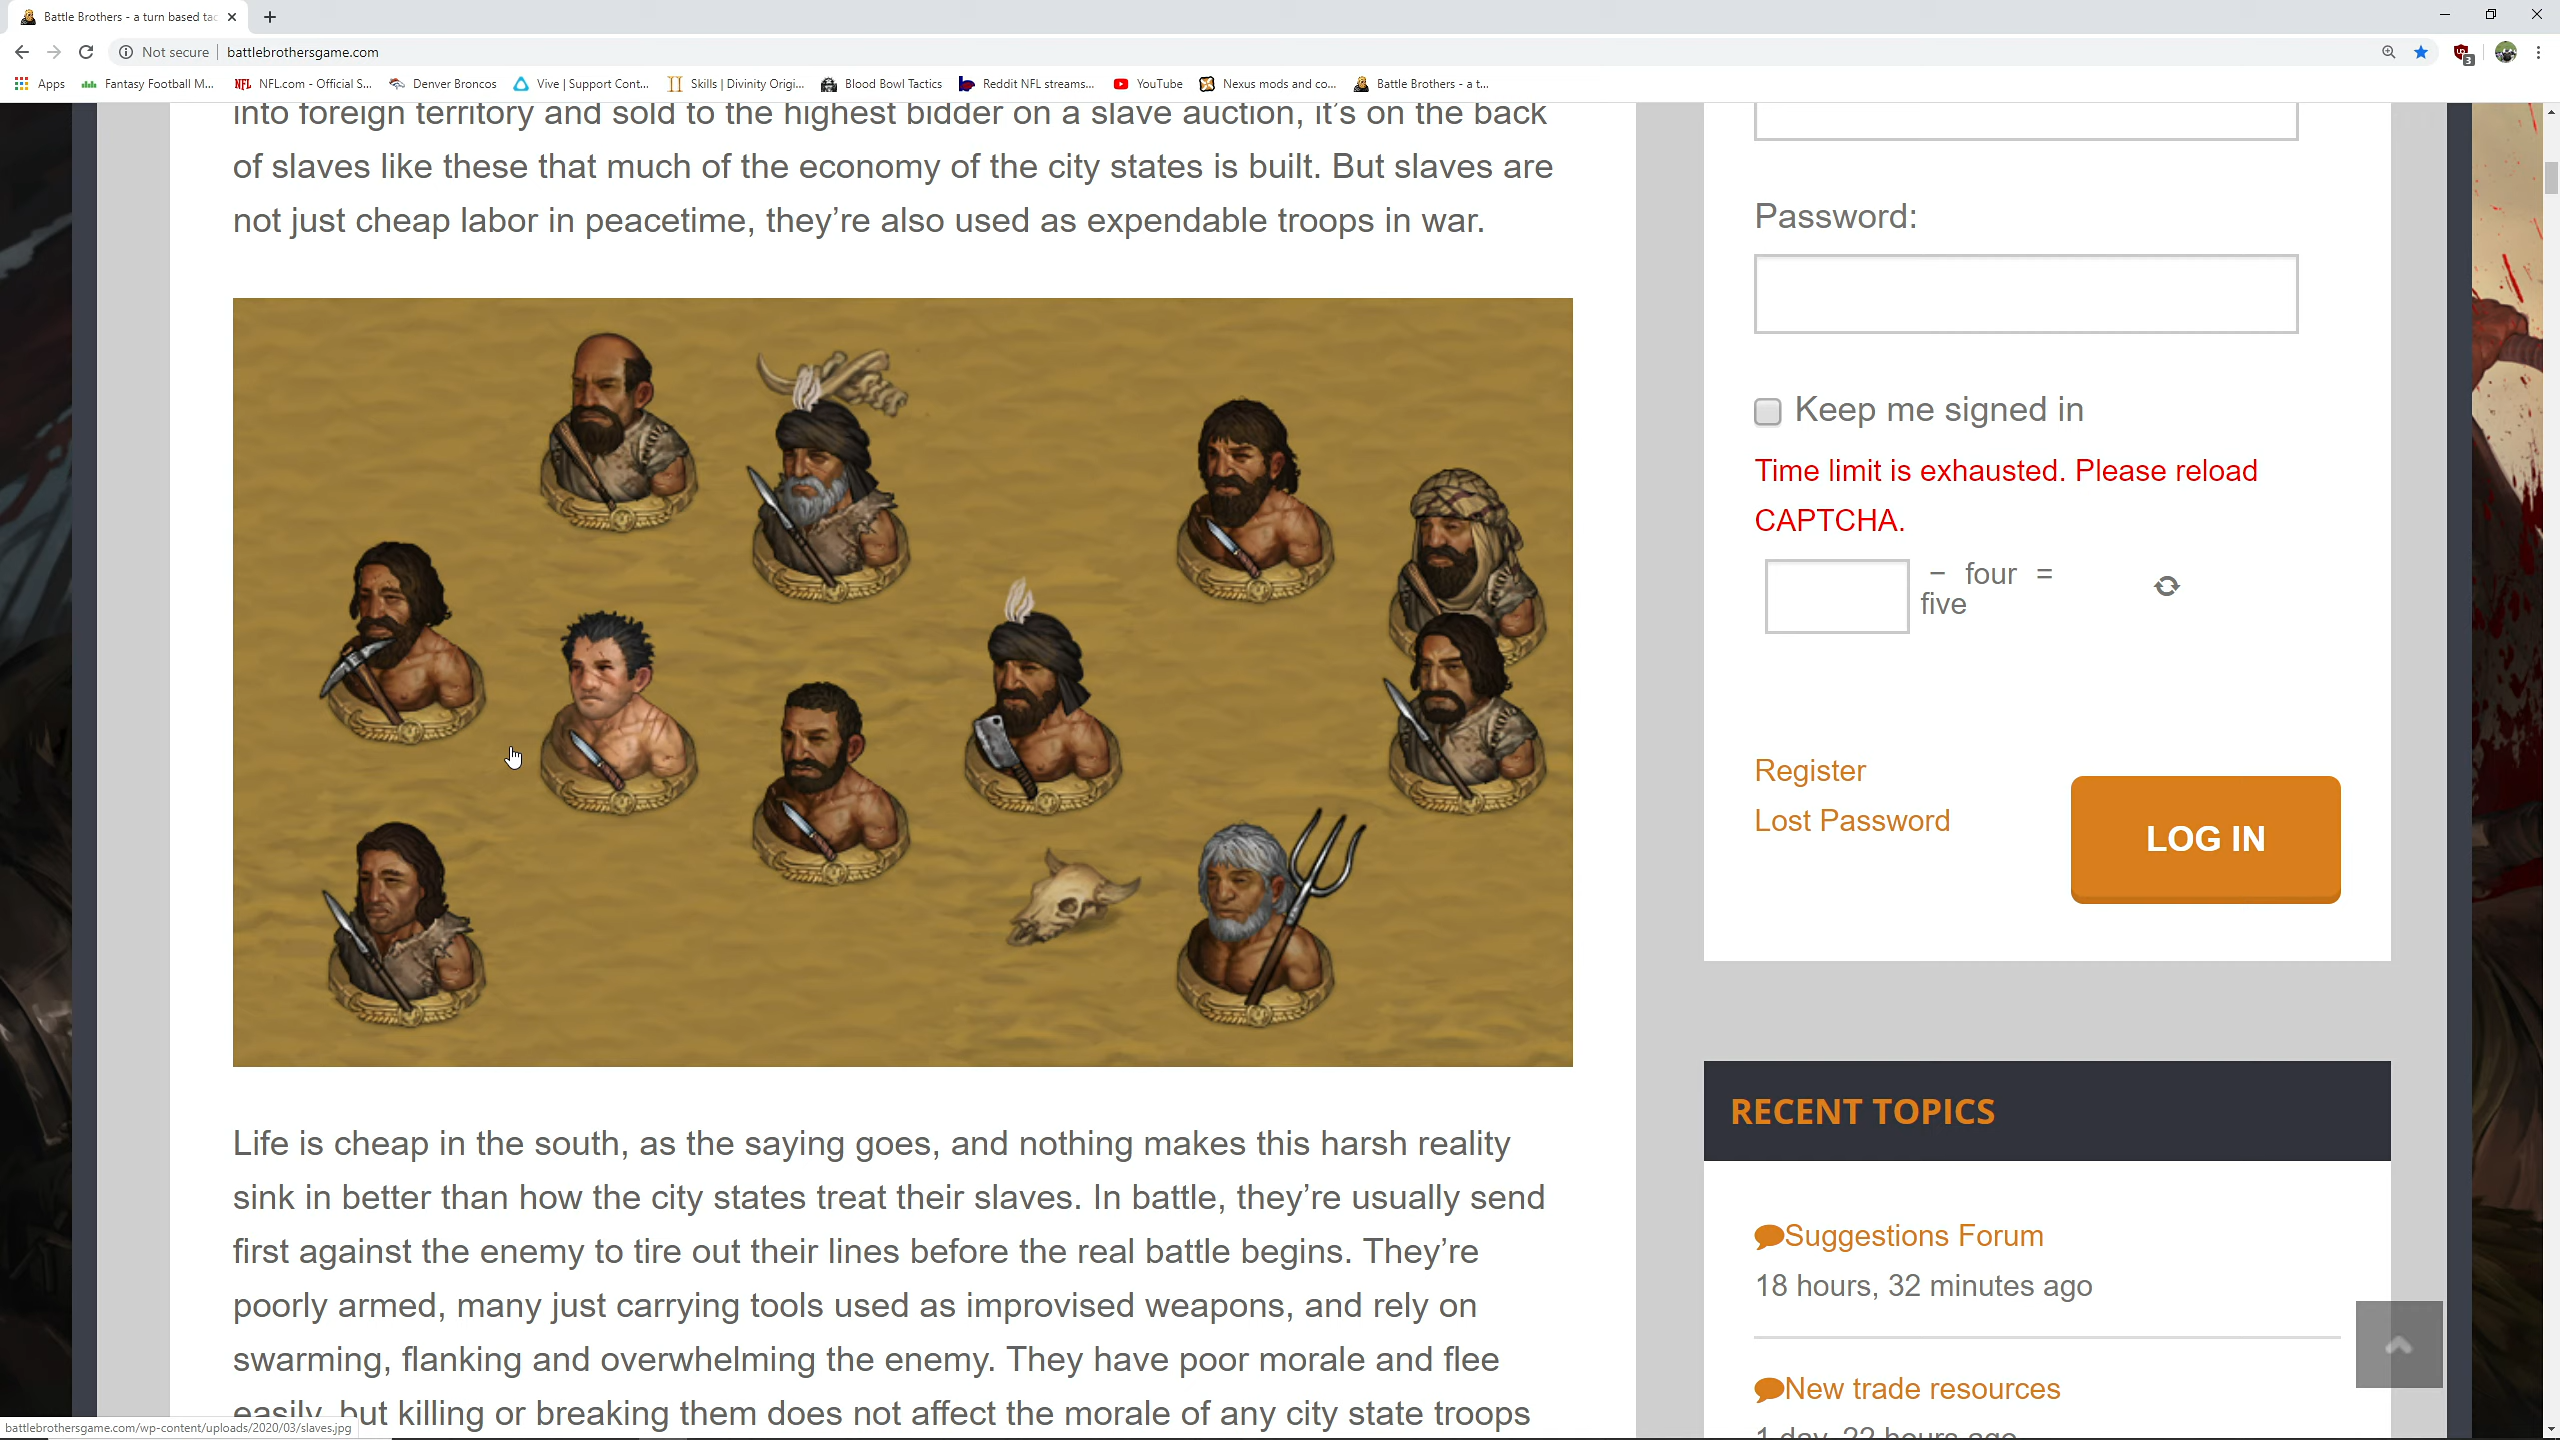 Battle Brothers - a turn based tac
Not secure
battlebrothersgame.com
3
Apps
Fantasy Football M...
NFL.com - Official S...
Denver Broncos
Vive | Support Cont...
Skills | Divinity Origi...
Blood Bowl Tactics
Reddit NFL streams...
YouTube
Nexus mods and co...
Battle Brothers - a t...
into foreign territory and sold to the highest bidder on a slave auction, it’s on the back
of slaves like these that much of the economy of the city states is built. But slaves are
not just cheap labor in peacetime, they’re also used as expendable troops in war.
Life is cheap in the south, as the saying goes, and nothing makes this harsh reality
sink in better than how the city states treat their slaves. In battle, they’re usually send
first against the enemy to tire out their lines before the real battle begins. They’re
poorly armed, many just carrying tools used as improvised weapons, and rely on
swarming, flanking and overwhelming the enemy. They have poor morale and flee
easily, but killing or breaking them does not affect the morale of any city state troops
Password:
Keep me signed in
Time limit is exhausted. Please reload
CAPTCHA.
− four =
five
Register
Lost Password
LOG IN
RECENT TOPICS
Suggestions Forum
18 hours, 32 minutes ago
New trade resources
1 day, 22 hours ago
battlebrothersgame.com/wp-content/uploads/2020/03/slaves.jpg